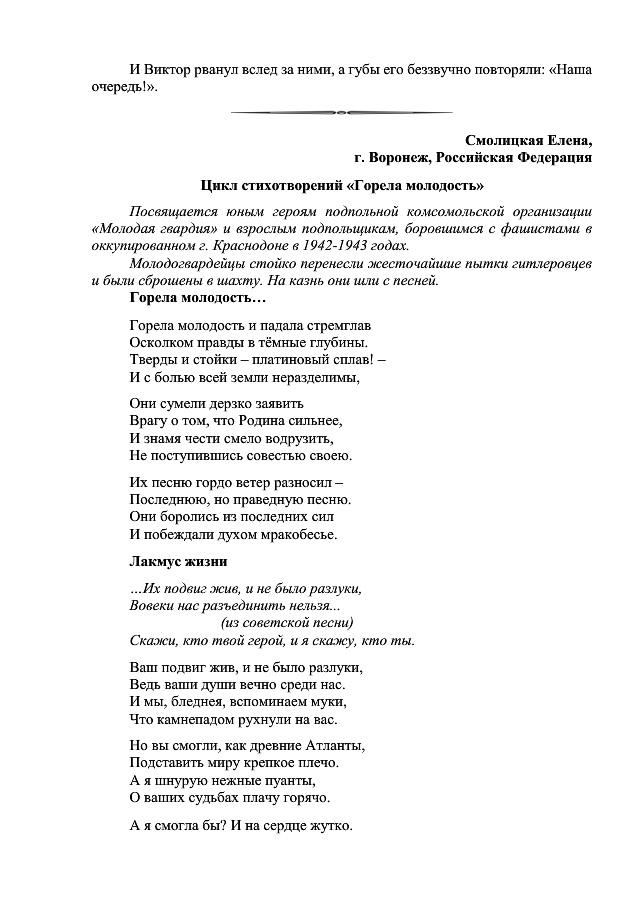 И Виктор рванул вслед за ними, а губы его беззвучно повторяли: «Наша
очередь!».
Смолицкая Елена,
г. Воронеж, Российская Федерация
Цикл стихотворений «Горела молодость»
Посвящается юным героям подпольной комсомольской организации
«Молодая гвардия» и взрослым подпольщикам, боровшимся с фашистами в
оккупированном г. Краснодоне в 1942-1943 годах.
Молодогвардейцы стойко перенесли жесточайшие пытки гитлеровцев
и были сброшены в шахту. На казнь они шли с песней.
Горела молодость…
Горела молодость и падала стремглав
Осколком правды в тёмные глубины.
Тверды и стойки – платиновый сплав! –
И с болью всей земли неразделимы,
Они сумели дерзко заявить
Врагу о том, что Родина сильнее,
И знамя чести смело водрузить,
Не поступившись совестью своею.
Их песню гордо ветер разносил –
Последнюю, но праведную песню.
Они боролись из последних сил
И побеждали духом мракобесье.
Лакмус жизни
…Их подвиг жив, и не было разлуки,
Вовеки нас разъединить нельзя...
(из советской песни)
Скажи, кто твой герой, и я скажу, кто ты.
Ваш подвиг жив, и не было разлуки,
Ведь ваши души вечно среди нас.
И мы, бледнея, вспоминаем муки,
Что камнепадом рухнули на вас.
Но вы смогли, как древние Атланты,
Подставить миру крепкое плечо.
А я шнурую нежные пуанты,
О ваших судьбах плачу горячо.
А я смогла бы? И на сердце жутко.